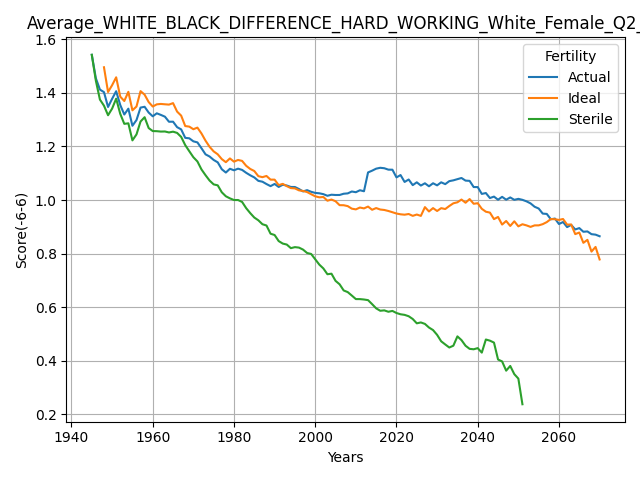 Average_WHITE_BLACK_DIFFERENCE_HARD_WORKING_White_Female_Q2_
Fertility
Actual
Ideal
Sterile
Score(-6-6)
1.6
1.4
1.2
1.0
0.8
0.6
0.4
0.2
1940 1960 1980 2000 2020 2040 2060
Years